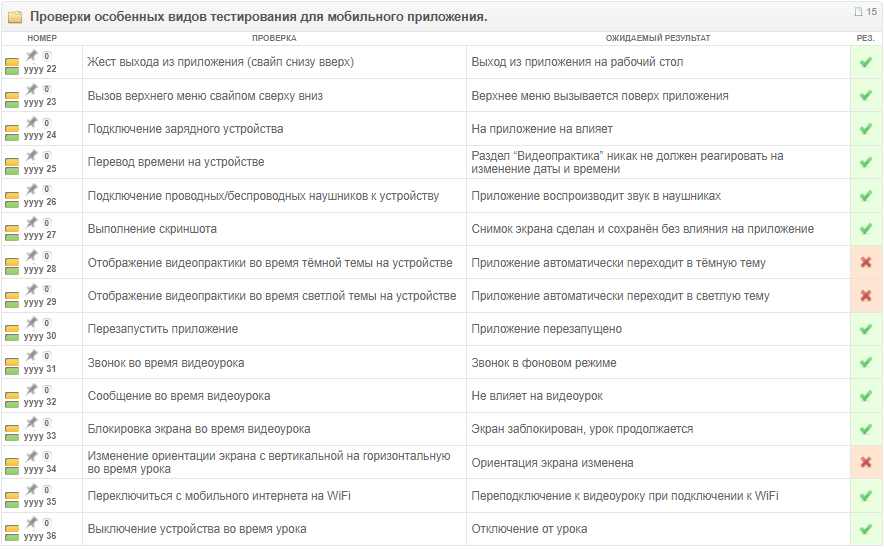 Проверки особенных видов тестирования для мобильного приложения.
15
НОМЕР ПРОВЕРКА ОЖИДАЕМЫЙ РЕЗУЛЬТАТ РЕЗ.
0
yyyy 22 Жест выхода из приложения (свайп снизу вверх) Выход из приложения на рабочий стол
0
yyyy 23 Вызов верхнего меню свайпом сверху вниз Верхнее меню вызывается поверх приложения
0
yyyy 24 Подключение зарядного устройства На приложение на влияет
0
yyyy 25 Перевод времени на устройстве Раздел “Видеопрактика” никак не должен реагировать на
изменение даты и времени
0
yyyy 26 Подключение проводных/беспроводных наушников к устройству Приложение воспроизводит звук в наушниках
0
yyyy 27 Выполнение скриншота Снимок экрана сделан и сохранён без влияния на приложение
0
yyyy 28 Отображение видеопрактики во время тёмной темы на устройстве Приложение автоматически переходит в тёмную тему
0
yyyy 29 Отображение видеопрактики во время светлой темы на устройстве Приложение автоматически переходит в светлую тему
0
yyyy 30 Перезапустить приложение Приложение перезапущено
0
yyyy 31 Звонок во время видеоурока Звонок в фоновом режиме
0
yyyy 32 Сообщение во время видеоурока Не влияет на видеоурок
0
yyyy 33 Блокировка экрана во время видеоурока Экран заблокирован, урок продолжается
0
yyyy 34 Изменение ориентации экрана с вертикальной на горизонтальную
во время урока Ориентация экрана изменена
0
yyyy 35 Переключиться с мобильного интернета на WiFi Переподключение к видеоуроку при подключении к WiFi
0
yyyy 36 Выключение устройства во время урока Отключение от урока